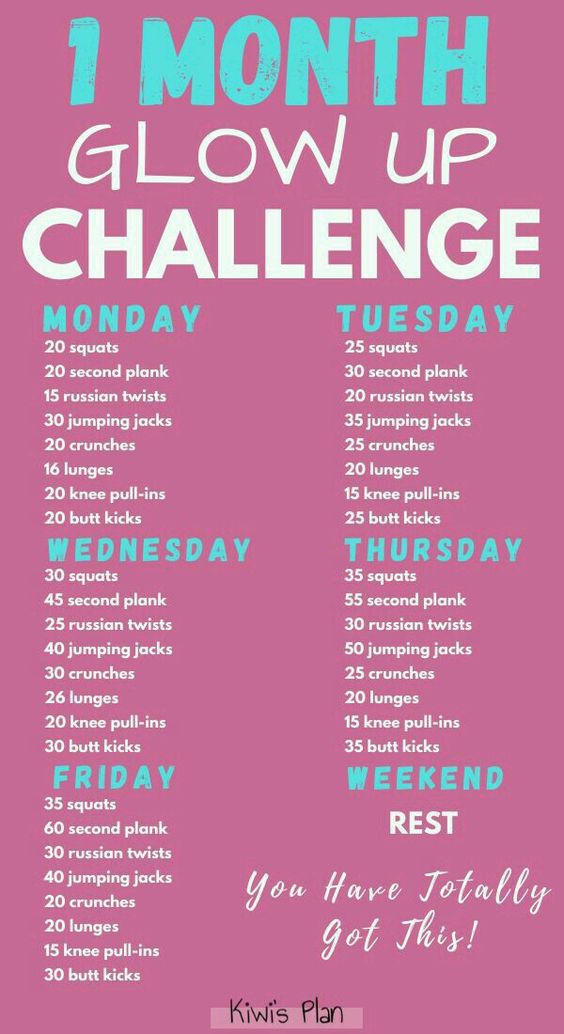 1 MONTH
GLOW UP
CHALLENGE
MONDAY
20 squats
20 second plank
15 russian twists
30 jumping jacks
20 crunches
16 lunges
20 knee pull-ins
20 butt kicks
TUESDAY
25 squats
30 second plank
20 russian twists
35 jumping jacks
25 crunches
20 lunges
15 knee pull-ins
25 butt kicks
WEDNESDAY
30 squats
45 second plank
25 russian twists
40 jumping jacks
30 crunches
26 lunges
20 knee pull-ins
30 butt kicks
THURSDAY
35 squats
55 second plank
30 russian twists
50 jumping jacks
25 crunches
20 lunges
15 knee pull-ins
35 butt kicks
FRIDAY
35 squats
60 second plank
30 russian twists
40 jumping jacks
20 crunches
20 lunges
15 knee pull-ins
30 butt kicks
WEEKEND
REST
You Have Totally
Got This!
Kiwi's Plan